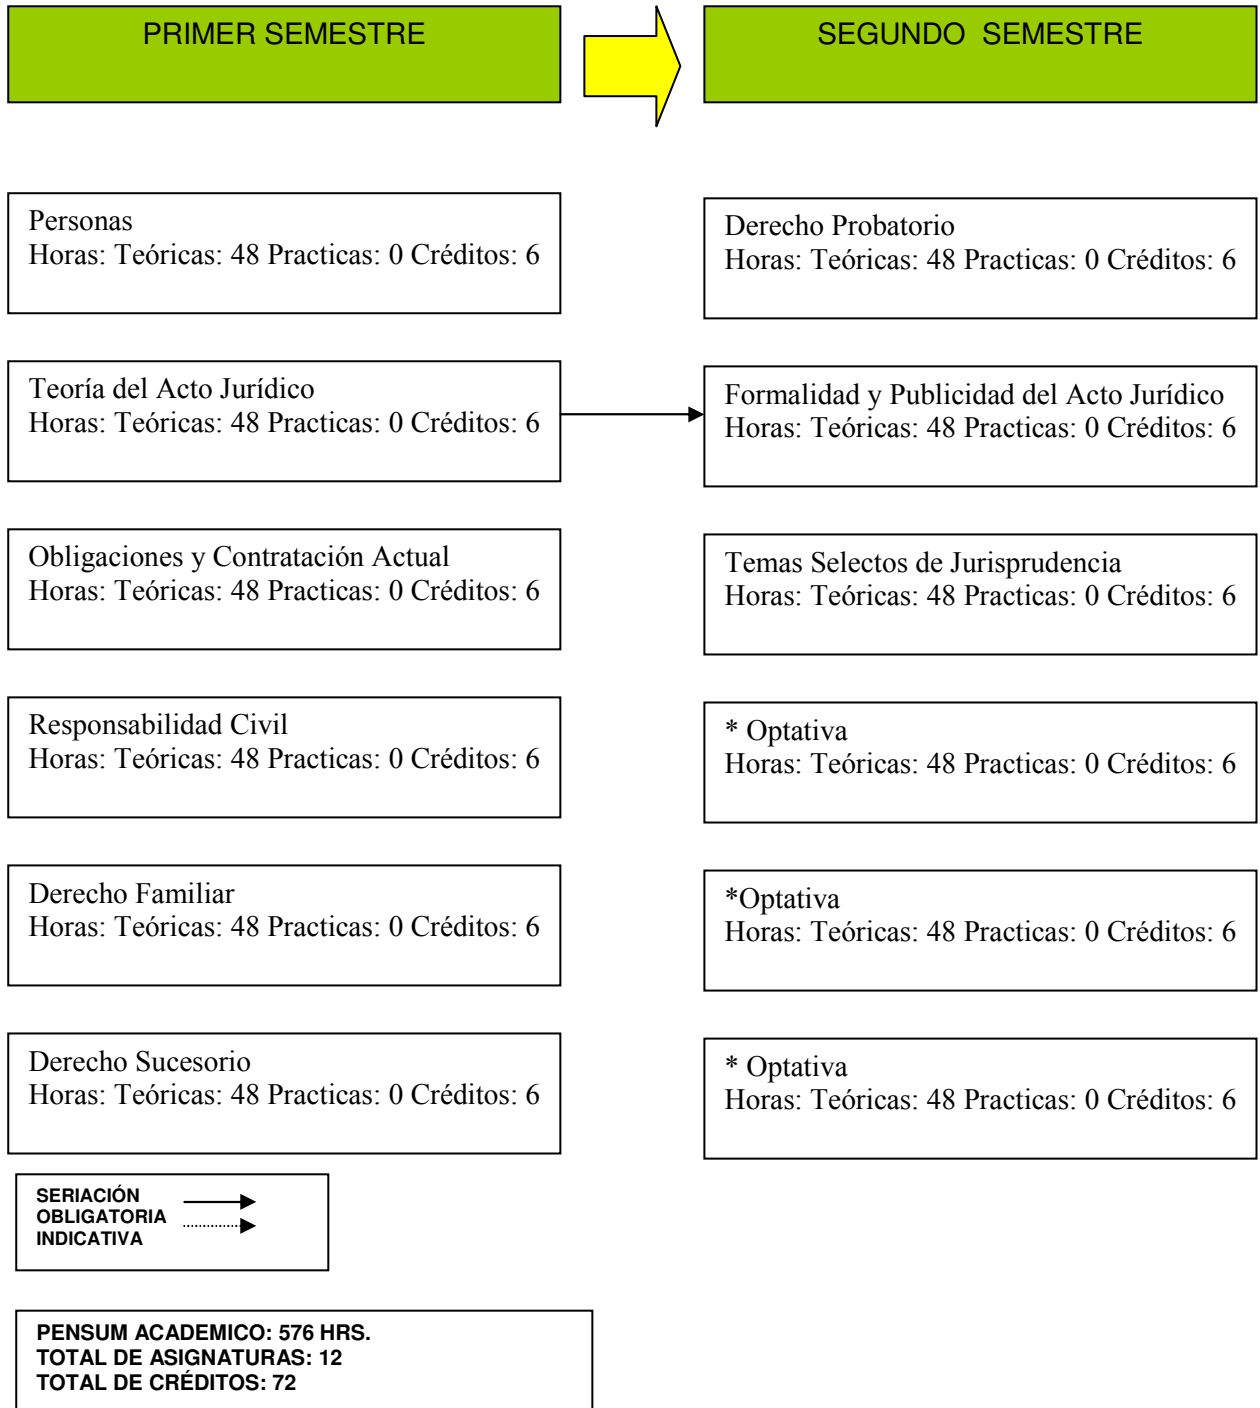 PRIMER SEMESTRE
SEGUNDO SEMESTRE
Personas
Horas: Teóricas: 48 Practicas: 0 Créditos: 6
Derecho Probatorio
Horas: Teóricas: 48 Practicas: 0 Créditos: 6
Teoría del Acto Jurídico
Horas: Teóricas: 48 Practicas: 0 Créditos: 6
Formalidad y Publicidad del Acto Jurídico
Horas: Teóricas: 48 Practicas: 0 Créditos: 6
Obligaciones y Contratación Actual
Horas: Teóricas: 48 Practicas: 0 Créditos: 6
Temas Selectos de Jurisprudencia
Horas: Teóricas: 48 Practicas: 0 Créditos: 6
Responsabilidad Civil
Horas: Teóricas: 48 Practicas: 0 Créditos: 6
* Optativa
Horas: Teóricas: 48 Practicas: 0 Créditos: 6
Derecho Familiar
Horas: Teóricas: 48 Practicas: 0 Créditos: 6
*Optativa
Horas: Teóricas: 48 Practicas: 0 Créditos: 6
Derecho Sucesorio
Horas: Teóricas: 48 Practicas: 0 Créditos: 6
* Optativa
Horas: Teóricas: 48 Practicas: 0 Créditos: 6
SERIACIÓN
OBLIGATORIA
INDICATIVA
PENSUM ACADEMICO: 576 HRS.
TOTAL DE ASIGNATURAS: 12
TOTAL DE CRÉDITOS: 72